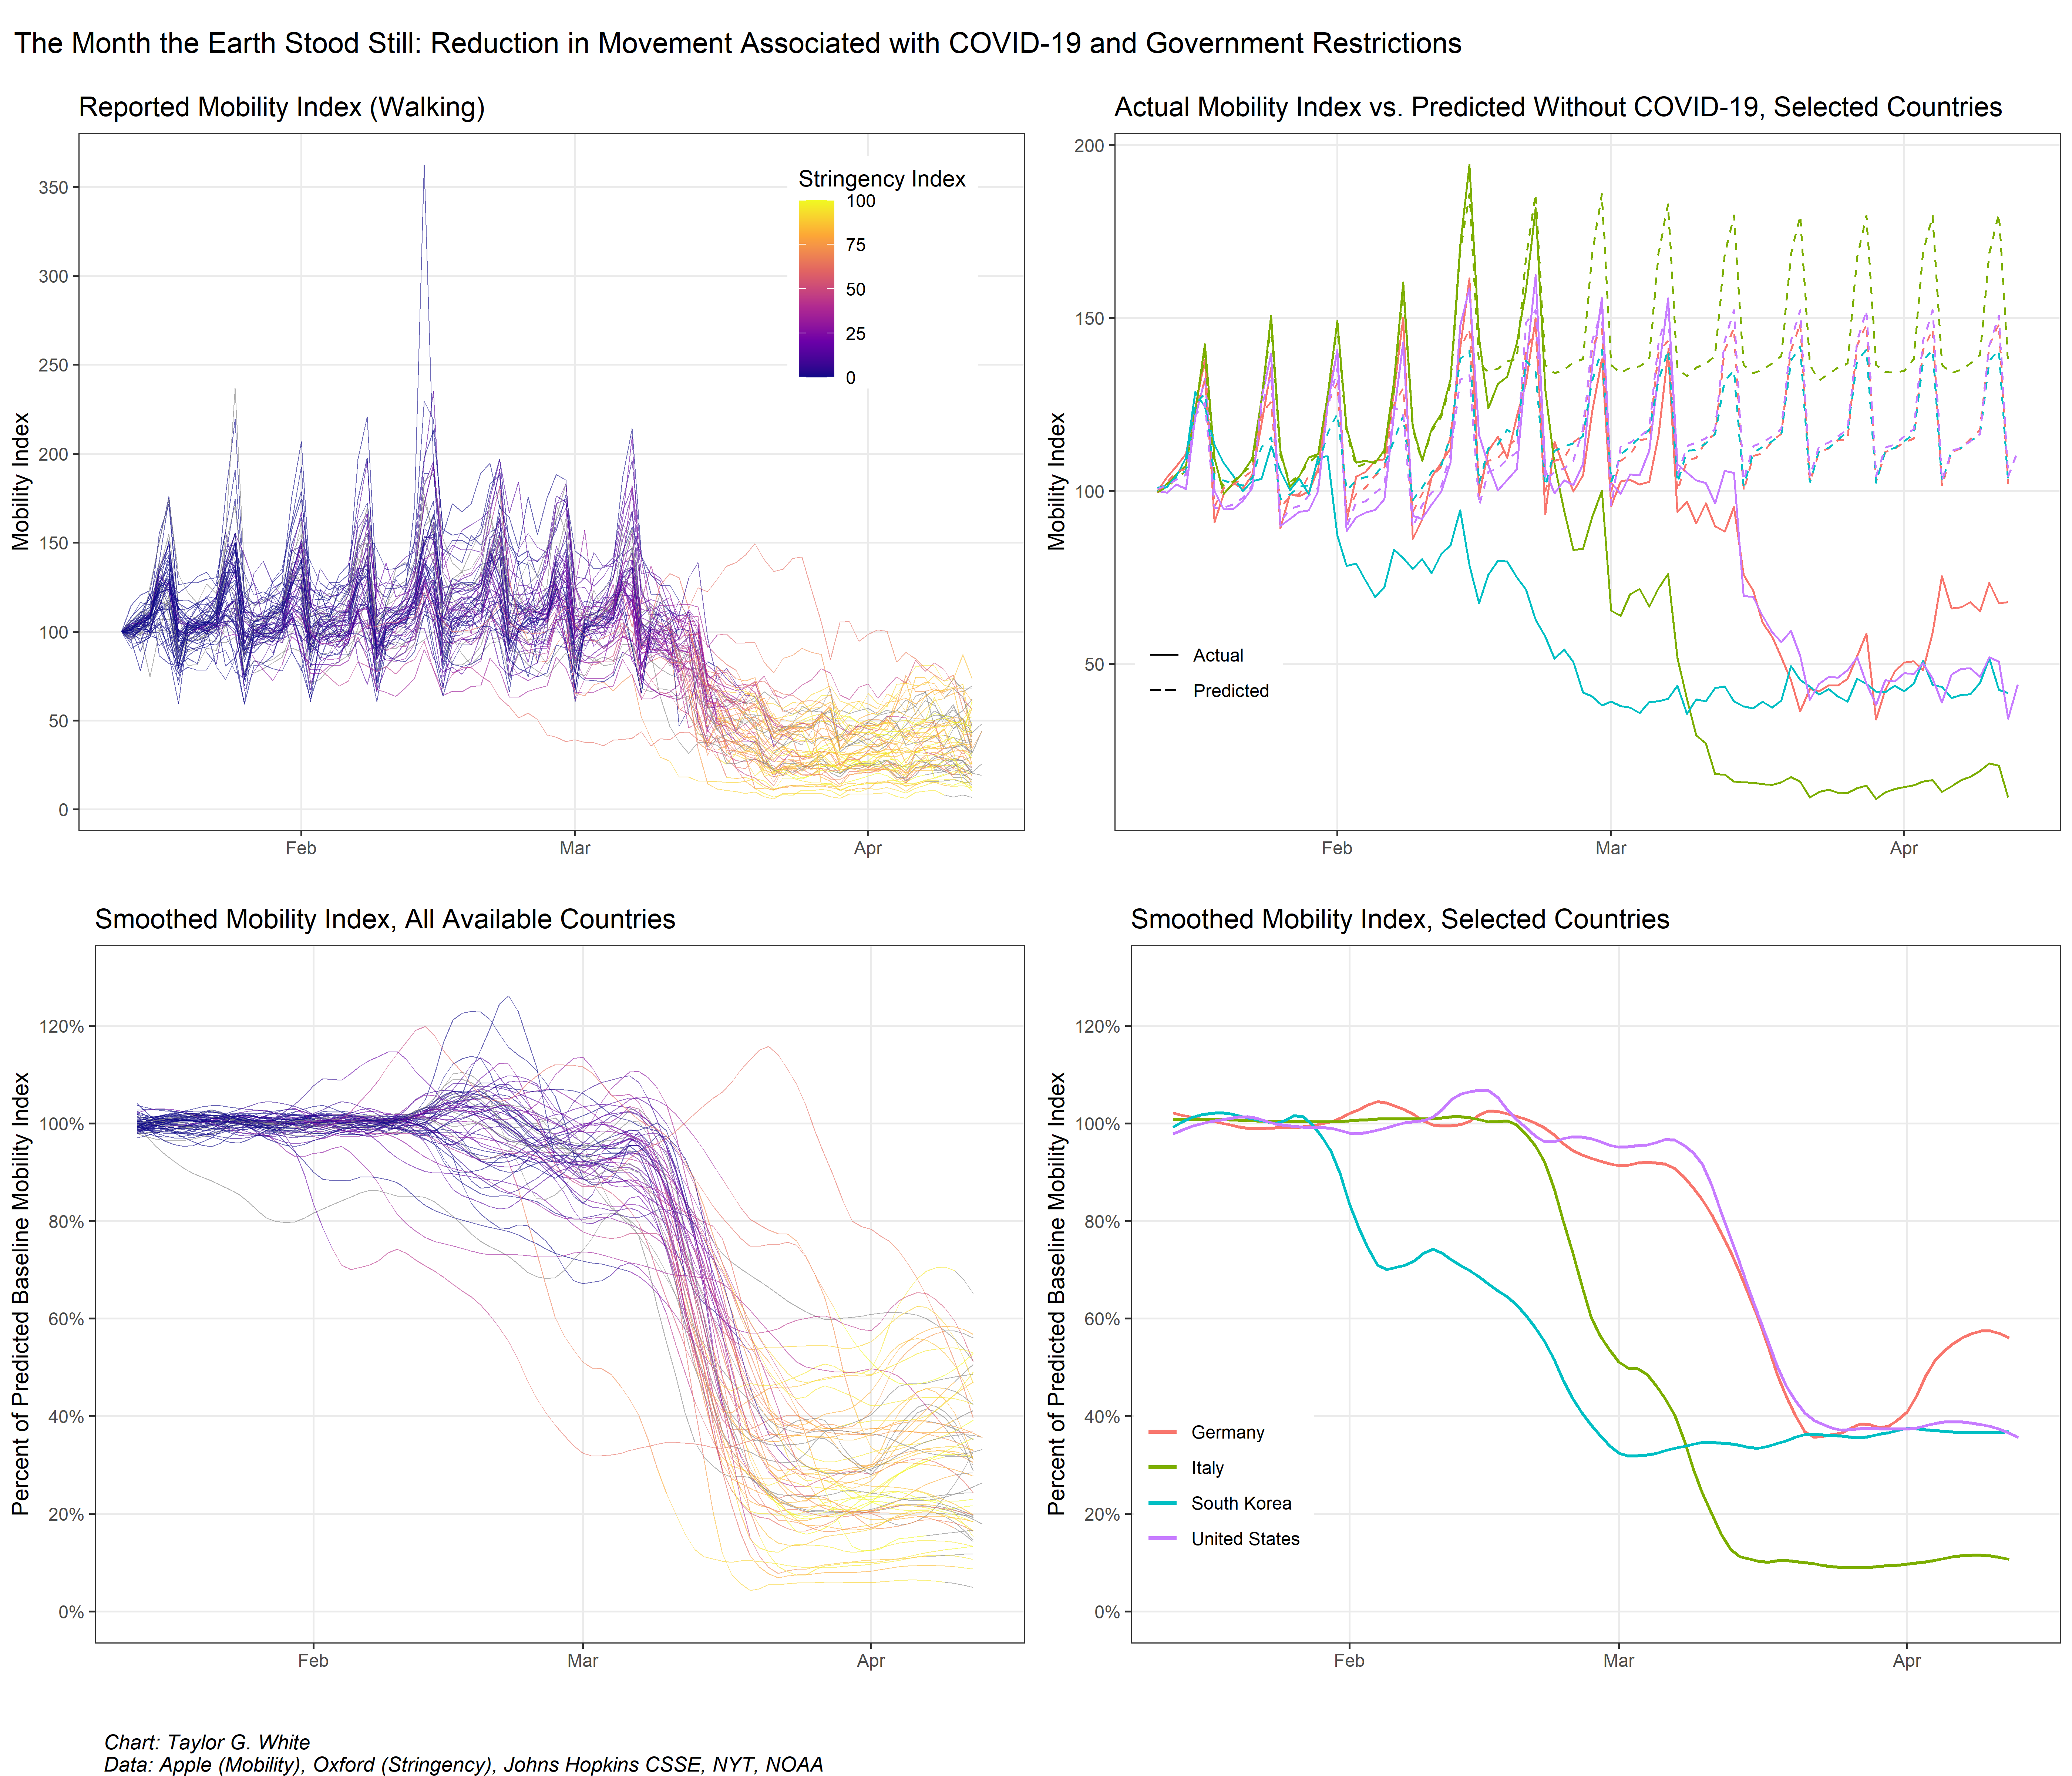 The Month the Earth Stood Still: Reduction in Movement Associated with COVID-19 and Government Restrictions
Reported Mobility Index (Walking)
Mobility Index
350
300
250
200
150
100
50
0
Stringency Index
100
75
50
25
0
Feb
Mar
Apr
Actual Mobility Index vs. Predicted Without COVID-19, Selected Countries
Mobility Index
200
150
100
50
Actual
Predicted
Feb
Mar
Apr
Smoothed Mobility Index, All Available Countries
Percent of Predicted Baseline Mobility Index
120%
100%
80%
60%
40%
20%
0%
Feb
Mar
Apr
Smoothed Mobility Index, Selected Countries
Percent of Predicted Baseline Mobility Index
120%
100%
80%
60%
40%
20%
0%
Germany
Italy
South Korea
United States
Feb
Mar
Apr
Chart: Taylor G. White
Data: Apple (Mobility), Oxford (Stringency), Johns Hopkins CSSE, NYT, NOAA